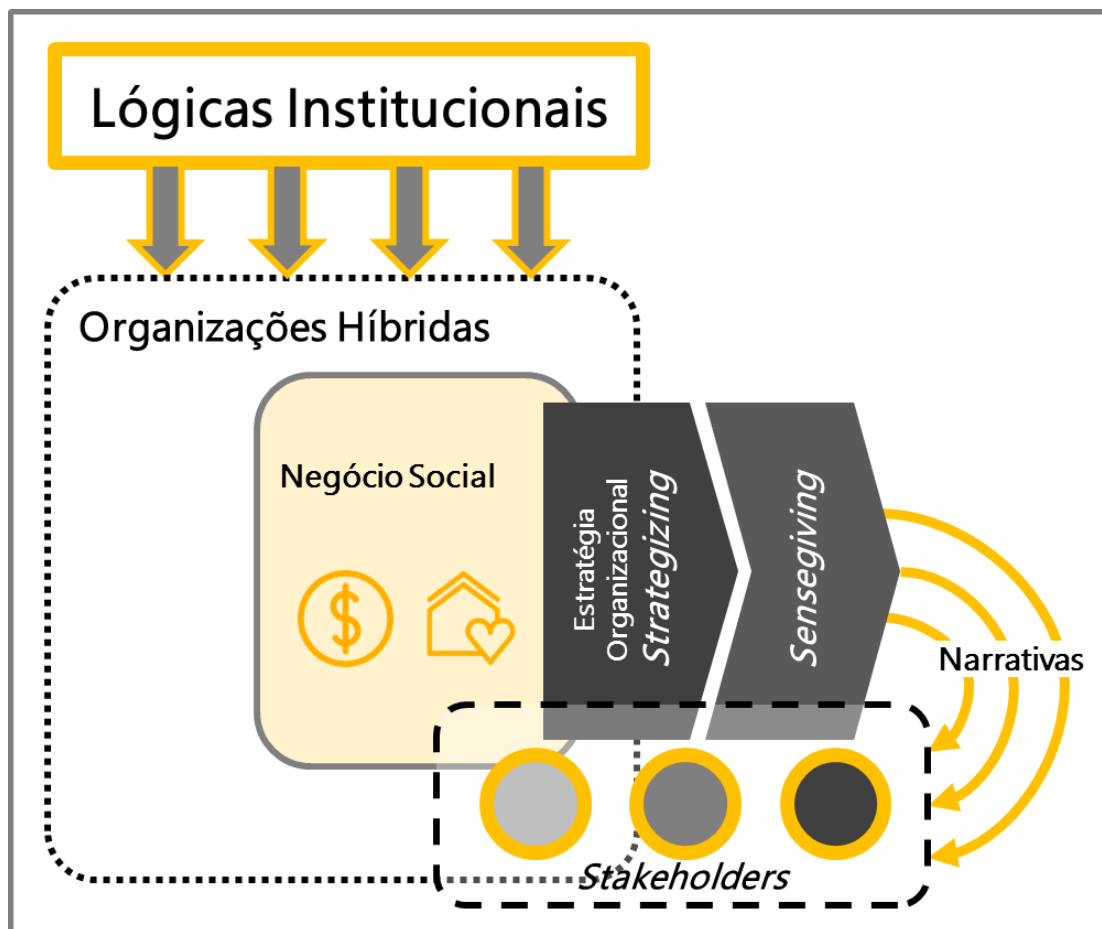 Lógicas Institucionais
Organizações Híbridas
Negócio Social
$
Estratégia
Organizacional
Strategizing
Sensegiving
Narrativas
Stakeholders